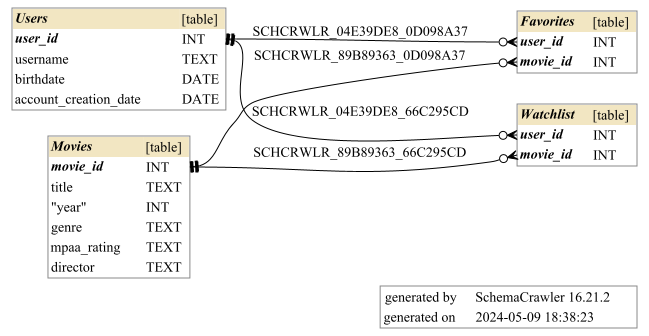 Users [table]
user_id INT
username TEXT
birthdate DATE
account_creation_date DATE
Movies [table]
movie_id INT
title TEXT
"year" INT
genre TEXT
mpaa_rating TEXT
director TEXT
SCHCRWLR_04E39DE8_0D098A37
SCHCRWLR_89B89363_0D098A37
SCHCRWLR_04E39DE8_66C295CD
SCHCRWLR_89B89363_66C295CD
Favorites [table]
user_id INT
movie_id INT
Watchlist [table]
user_id INT
movie_id INT
generated by SchemaCrawler 16.21.2
generated on 2024-05-09 18:38:23